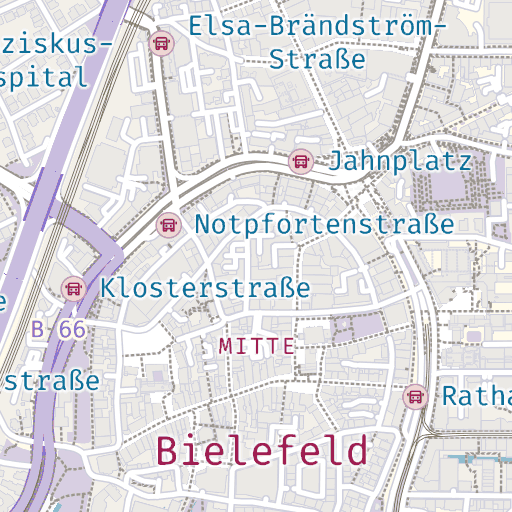 Elsa-Brändström-
Straße
ziskus-
spital
Jahnplatz
Notpfortenstraße
Klosterstraße
e
B 66
MITTE
straße
Ratha
Bielefeld